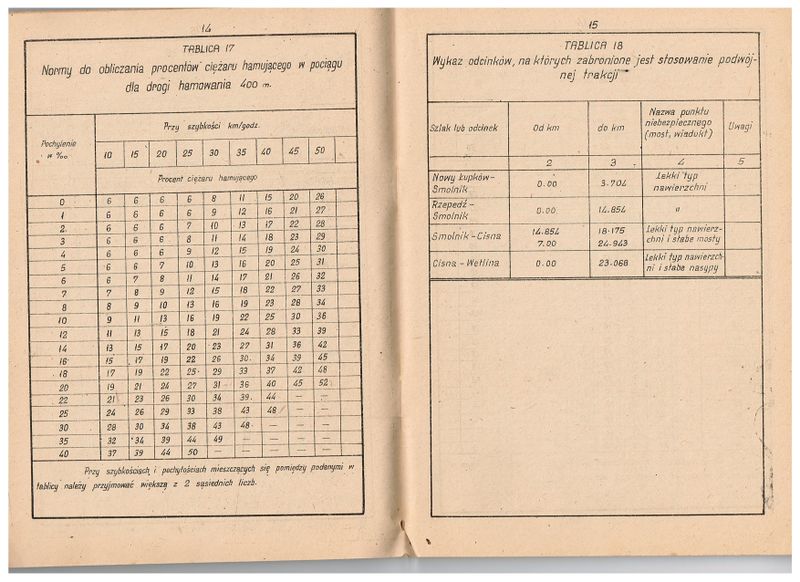 14
TABLICA 17
Normy do obliczania procentów ciężaru hamującego w pociągu
dla drogi hamowania 400 m.
Pochylenie
w ‰
Przy szybkości km/godz.
10 15 20 25 30 35 40 45 50
Procent ciężaru hamującego
0 6 6 6 6 8 11 15 20 26
1 6 6 6 6 9 12 16 21 27
2 6 6 6 7 10 13 17 22 28
3 6 6 6 8 11 14 18 23 29
4 6 6 6 9 12 15 19 24 30
5 6 6 7 10 13 16 20 25 31
6 6 7 8 11 14 17 21 26 32
7 7 8 9 12 15 18 22 27 33
8 8 9 10 13 16 19 23 28 34
10 9 11 13 16 19 22 25 30 36
12 11 13 15 18 21 24 28 33 39
14 13 15 17 20 23 27 31 36 42
16 15 17 19 22 26 30 34 39 45
18 17 19 22 25 29 33 37 42 48
20 19 21 24 27 31 36 40 45 52
22 21 23 26 30 34 39 44 — —
25 24 26 29 33 38 43 48 — —
30 28 30 34 38 43 48 — — —
35 32 34 39 44 49 — — — —
40 37 39 44 50 — — — — —
Przy szybkościach i pochyłościach mieszczących się pomiędzy podanymi w
tablicy należy przyjmować większą z 2 sąsiednich liczb.
15
TABLICA 18
Wykaz odcinków, na których zabronione jest stosowanie podwój-
nej trakcji
Szlak lub odcinek Od km do km Nazwa punktu
niebezpiecznego
(most, wiadukt) Uwagi
2 3 4 5
Nowy Łupków-
Smolnik 0.00 3.704 Lekki typ
nawierzchni
Rzepedź-
Smolnik 0.00 14.854 "
Smolnik-Cisna 14.854 18.175 Lekki typ nawierz-
7.00 24.943 chni i słabe mosty
Cisna-Wetlina 0.00 23.068 Lekki typ nawierzch-
ni i słabe nasypy